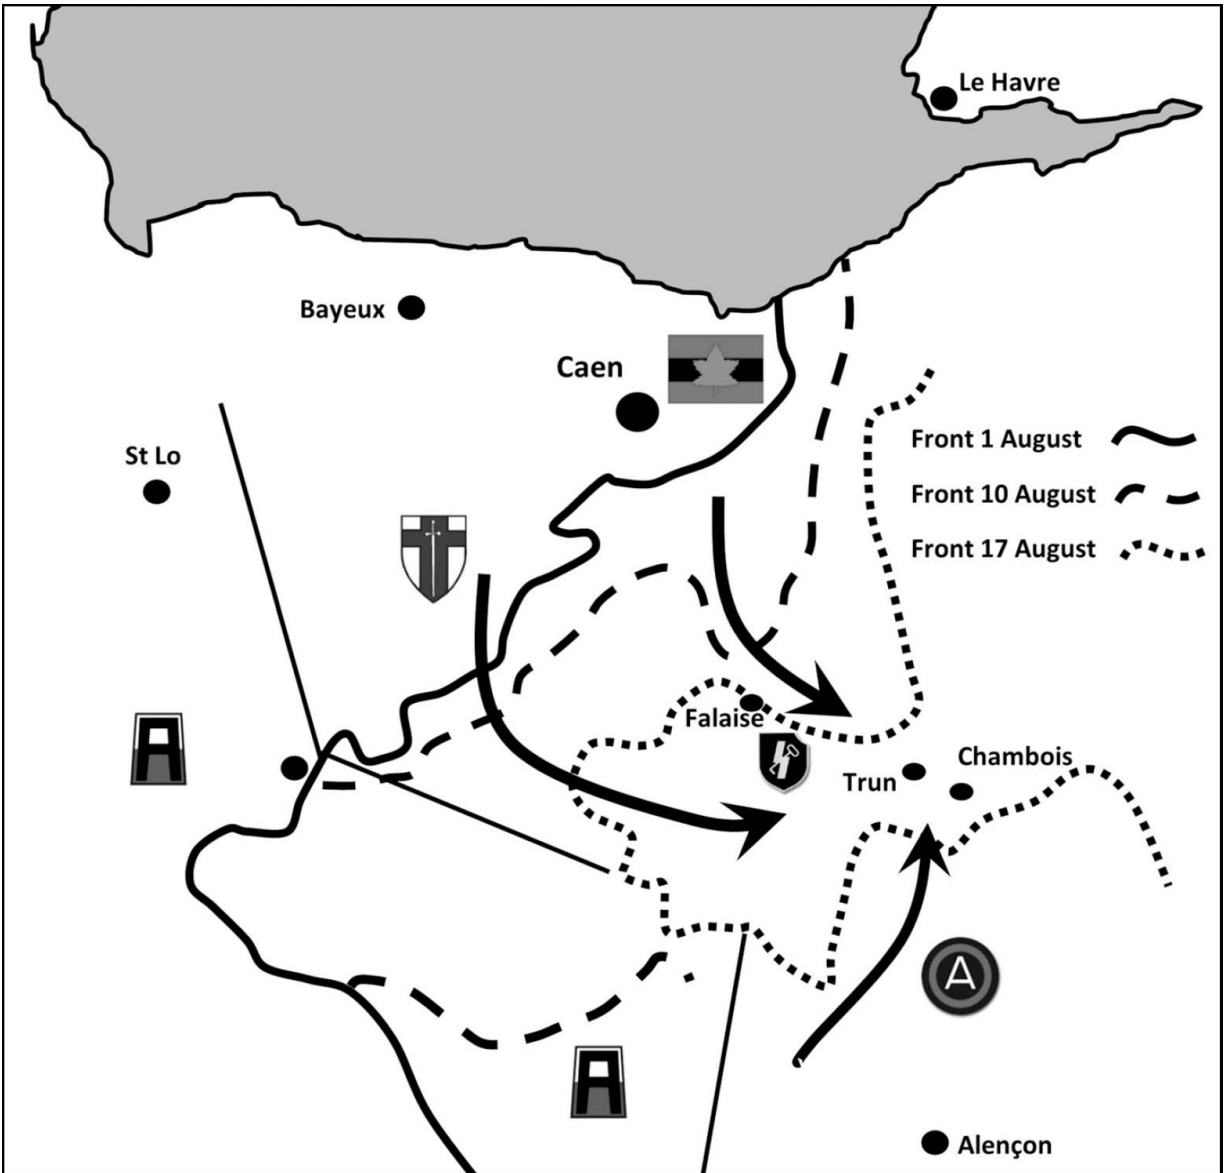 Le Havre
Bayeux
Caen
St Lo
Front 1 August
Front 10 August
Front 17 August
Falaise
Chambois
Trun
A
A
A
Alençon